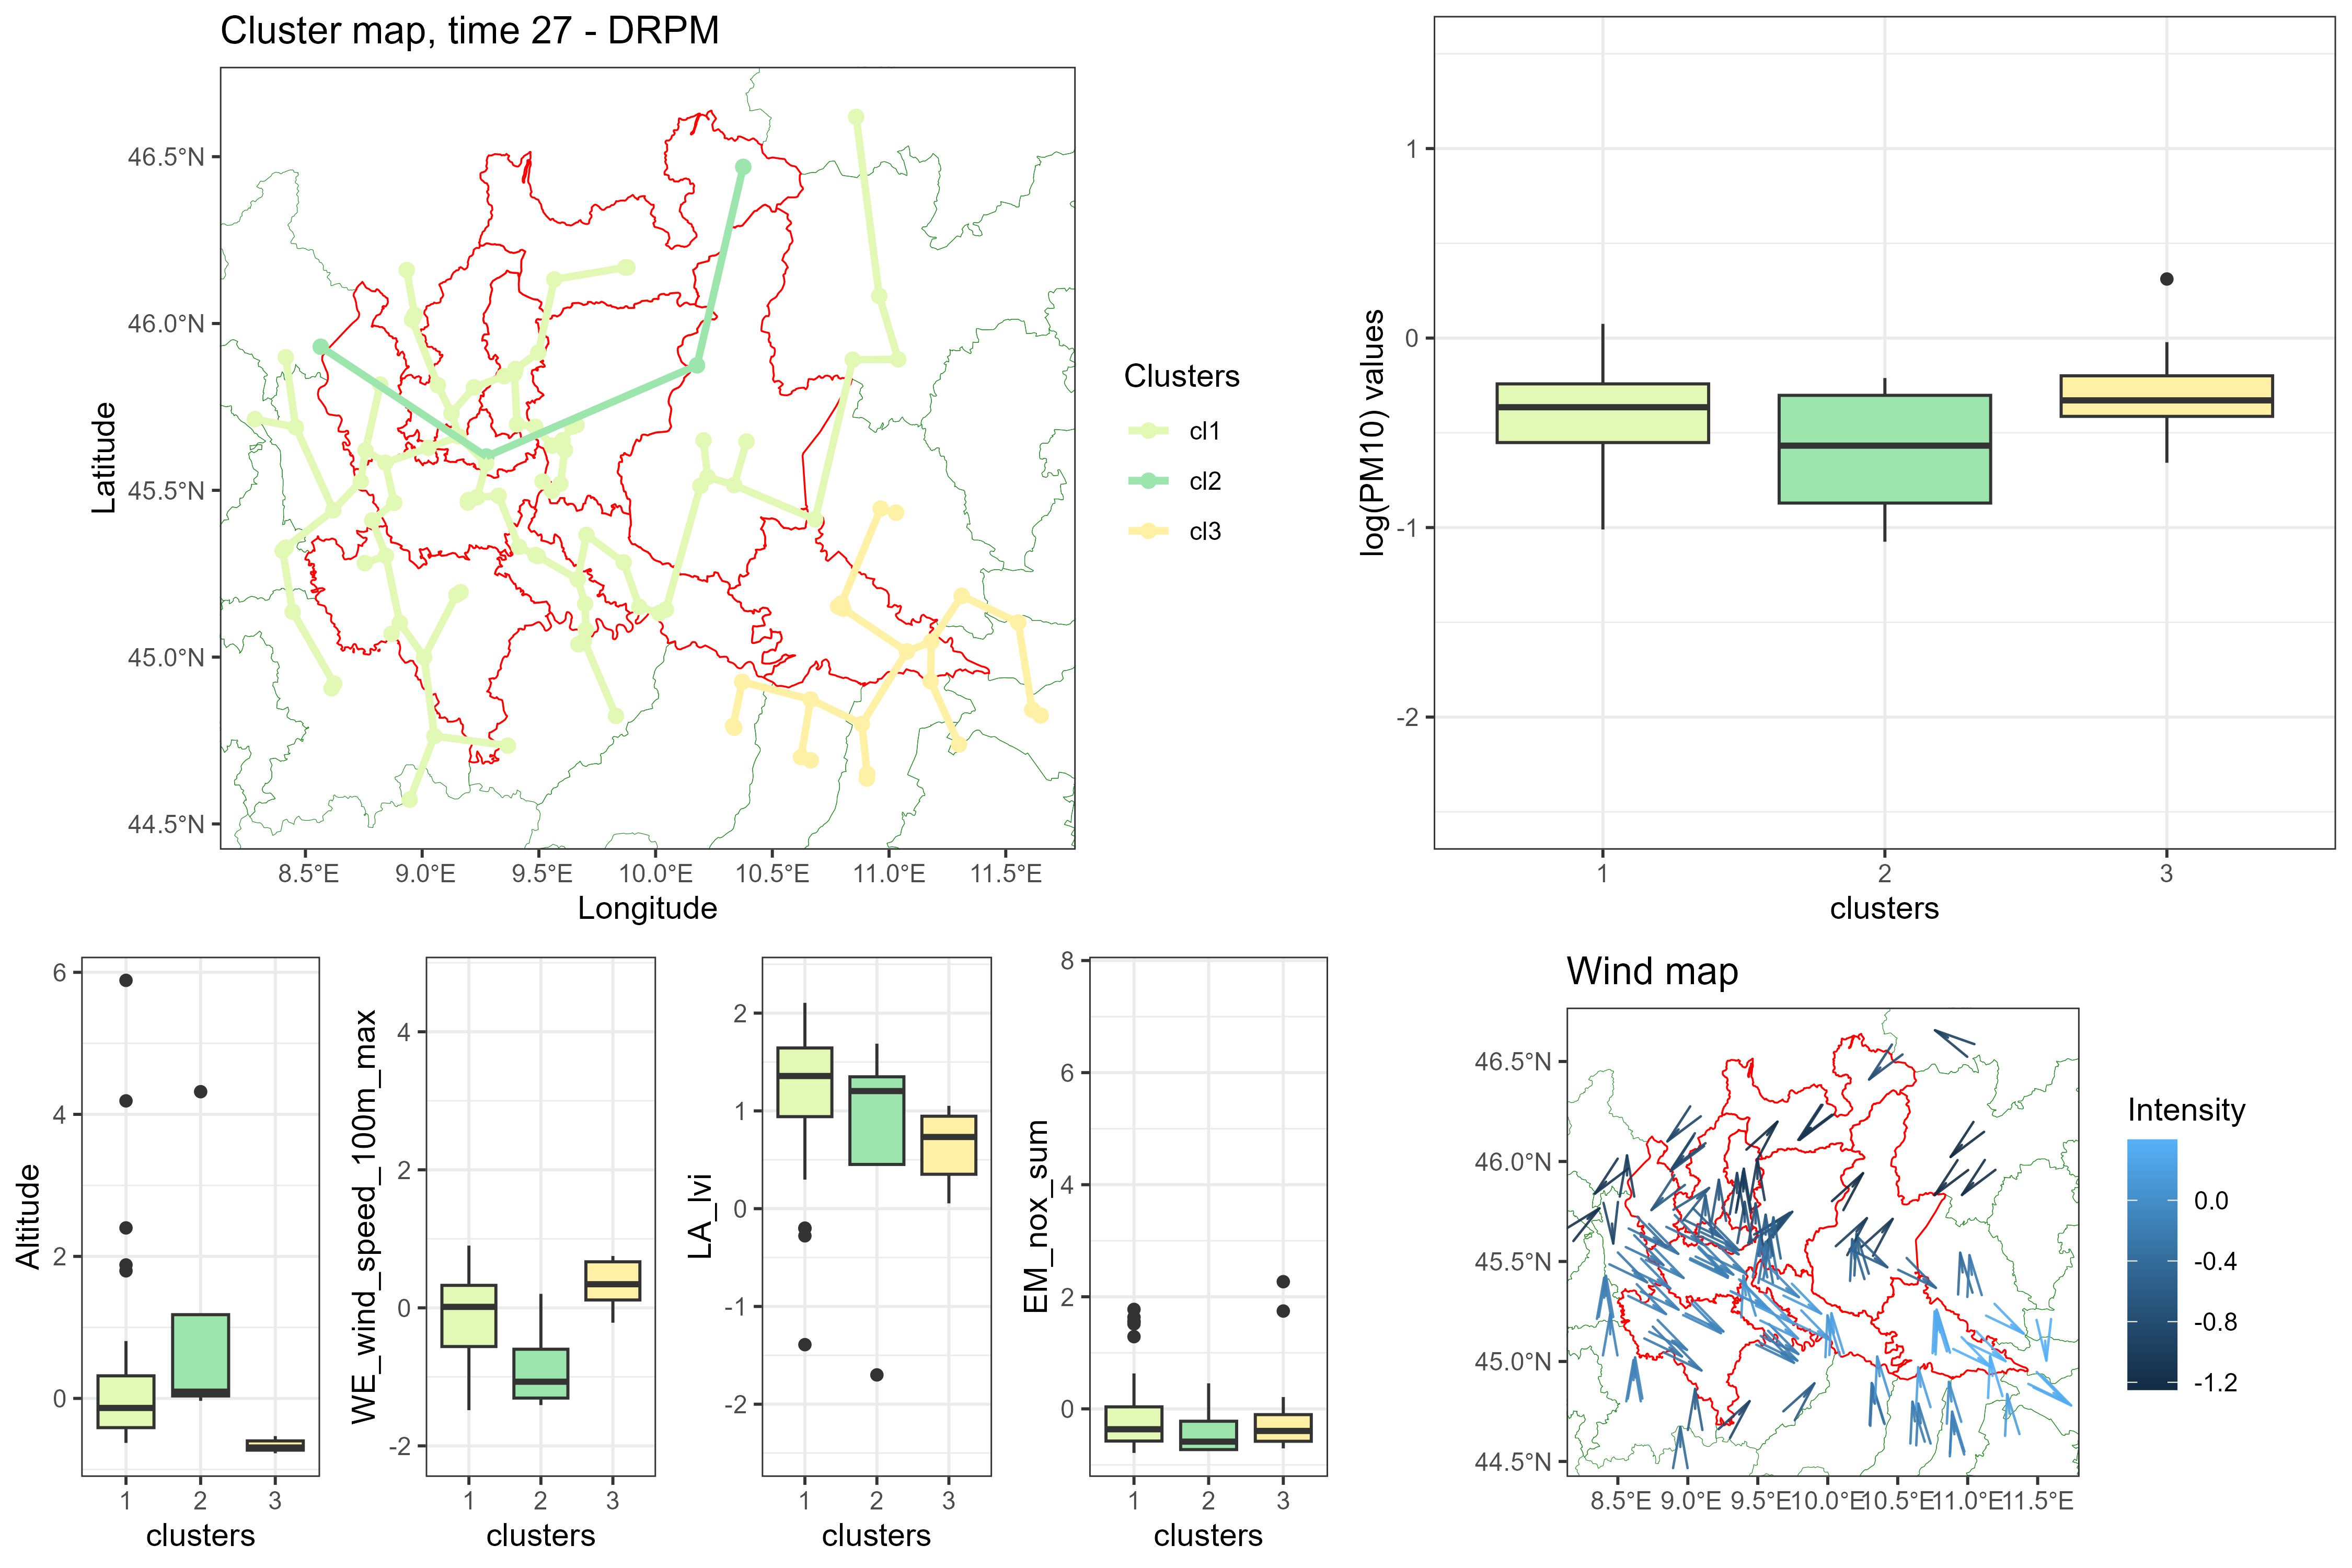 Cluster map, time 27 - DRPM
46.5°N
46.0°N
45.5°N
45.0°N
44.5°N
Latitude
8.5°E 9.0°E 9.5°E 10.0°E 10.5°E 11.0°E 11.5°E
Longitude
Clusters
cl1
cl2
cl3
log(PM10) values
1
0
-1
-2
1 2 3
clusters
Altitude
6
4
2
0
1 2 3
clusters
WE_wind_speed_100m_max
4
2
0
-2
1 2 3
clusters
LA_lvi
2
1
0
-1
-2
1 2 3
clusters
EM_nox_sum
8
6
4
2
0
1 2 3
clusters
Wind map
46.5°N
46.0°N
45.5°N
45.0°N
44.5°N
8.5°E 9.0°E 9.5°E 10.0°E 10.5°E 11.0°E 11.5°E
Intensity
0.0
-0.4
-0.8
-1.2